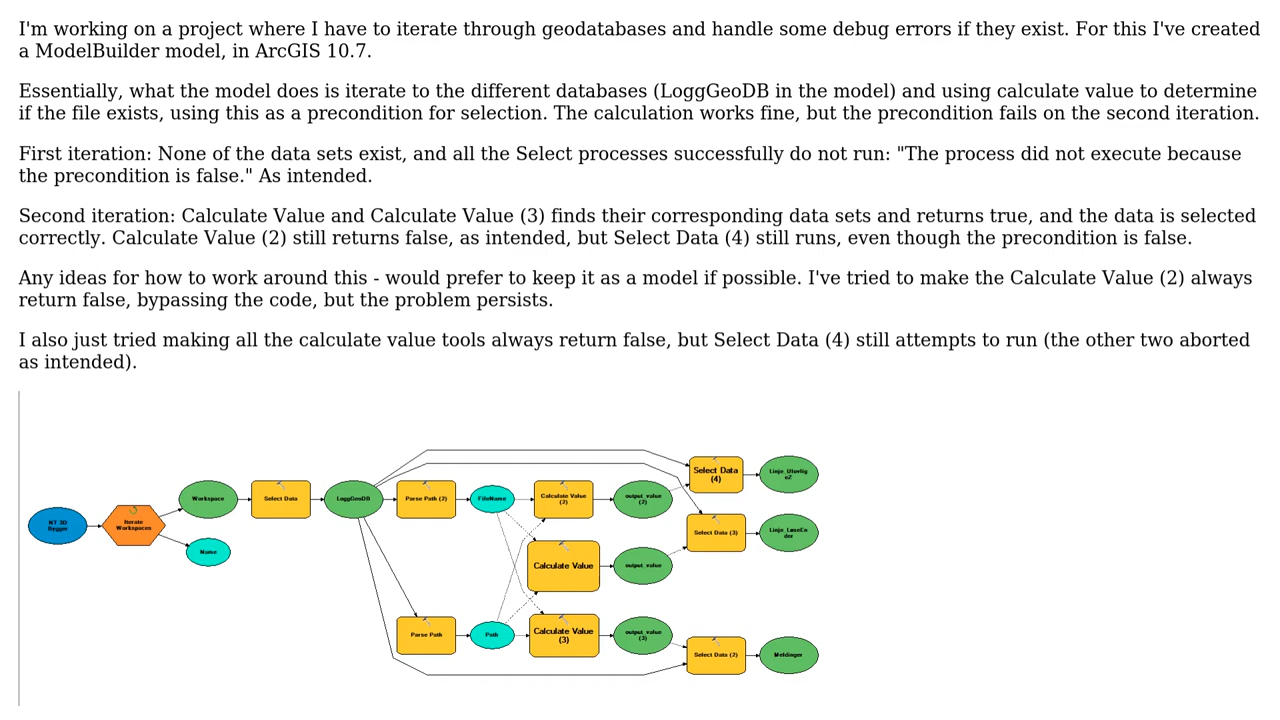 I'm working on a project where I have to iterate through geodatabases and handle some debug errors if they exist. For this I've created
a ModelBuilder model, in ArcGIS 10.7.
Essentially, what the model does is iterate to the different databases (LoggGeoDB in the model) and using calculate value to determine
if the file exists, using this as a precondition for selection. The calculation works fine, but the precondition fails on the second iteration.
First iteration: None of the data sets exist, and all the Select processes successfully do not run: "The process did not execute because
the precondition is false." As intended.
Second iteration: Calculate Value and Calculate Value (3) finds their corresponding data sets and returns true, and the data is selected
correctly. Calculate Value (2) still returns false, as intended, but Select Data (4) still runs, even though the precondition is false.
Any ideas for how to work around this - would prefer to keep it as a model if possible. I've tried to make the Calculate Value (2) always
return false, bypassing the code, but the problem persists.
I also just tried making all the calculate value tools always return false, but Select Data (4) still attempts to run (the other two aborted
as intended).
NT 3D
Iterate
Workspaces
Workspace
Name
Select Data
LoggGeoDB
Parse Path (2)
FileName
Calculate Value
(2)
output_value
(2)
Select Data
(4)
Calculate Value
output_value
Select Data (3)
Parse Path
Path
Calculate Value
(3)
output_value
(3)
Select Data (2)
Meldinger